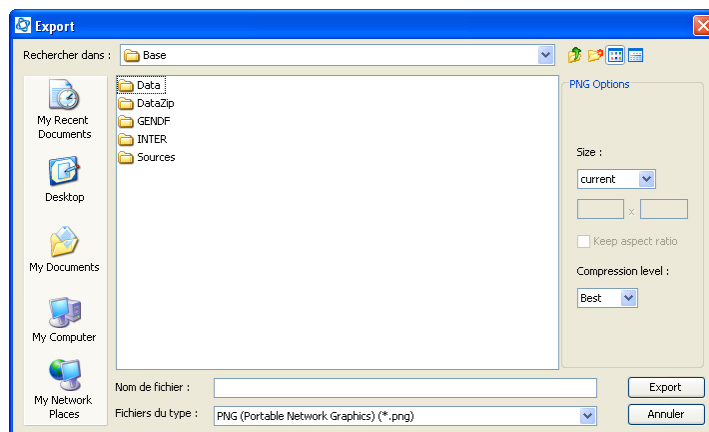 Export
Rechercher dans :
Base
Data
DataZip
GENDF
INTER
Sources
My Recent
Documents
Desktop
My Documents
My Computer
My Network
Places
PNG Options
Size :
current
x
Keep aspect ratio
Compression level :
Best
Nom de fichier :
Export
Fichiers du type :
PNG (Portable Network Graphics) (*.png)
Annuler